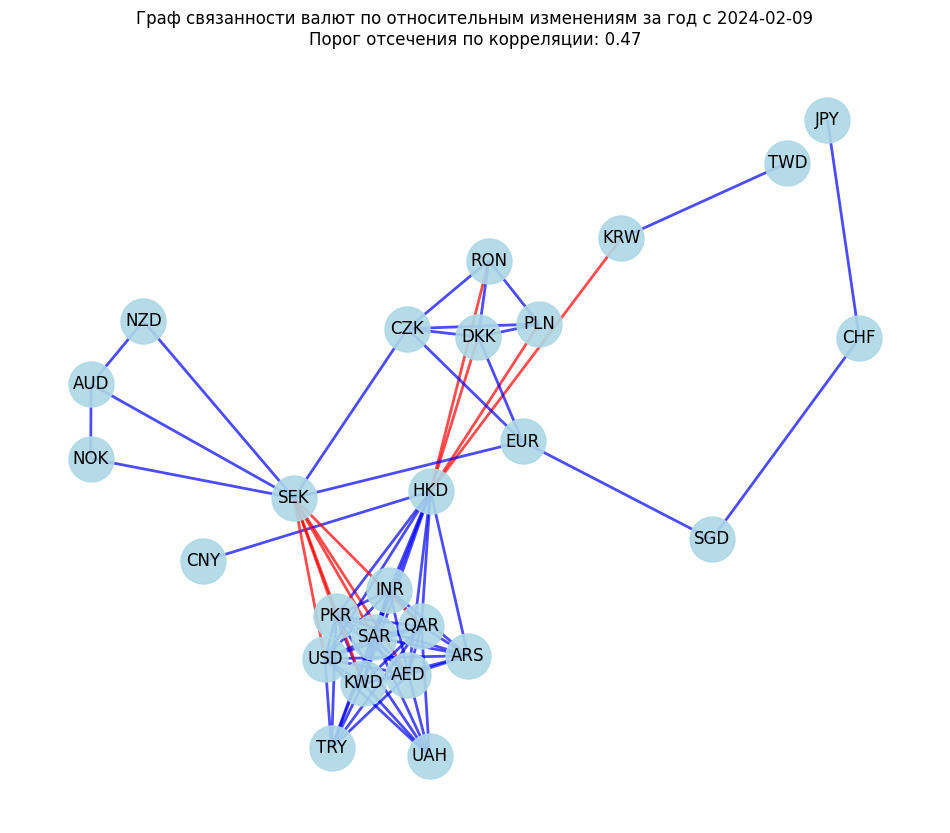 Граф связанности валют по относительным изменениям за год с 2024-02-09
Порог отсечения по корреляции: 0.47
JPY
TWD
KRW
RON
NZD
PLN
CZK
DKK
CHF
AUD
EUR
NOK
HKD
SEK
SGD
CNY
INR
PKR
QAR
SAR
ARS
USD
AED
KWD
TRY
UAH